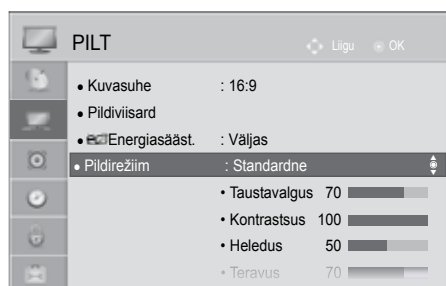 PILT
Liigu OK
• Kuvasuhe : 16:9
• Pildiviisard
• Energiasääst. : Väljas
• Pildirežiim : Standardne
• Taustavalgus 70
• Kontrastsus 100
• Heledus 50
• Teravus 70